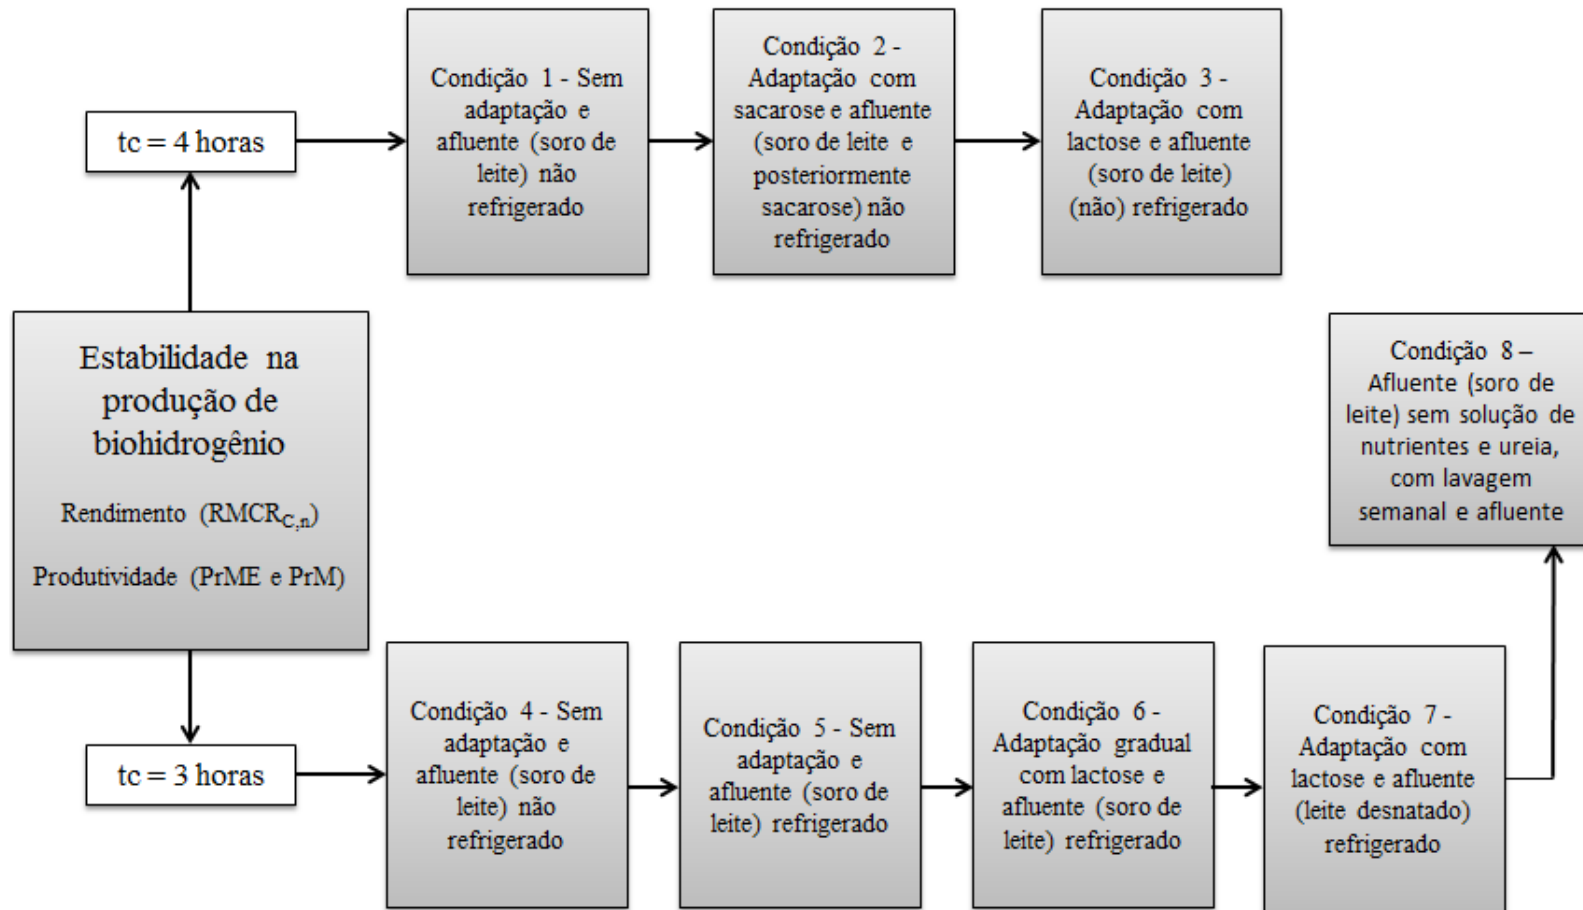 tc = 4 horas
Condição 1 - Sem
adaptação e
afluente (soro de
leite) não
refrigerado
Condição 2 -
Adaptação com
sacarose e afluente
(soro de leite e
posteriormente
sacarose) não
refrigerado
Condição 3 -
Adaptação com
lactose e afluente
(soro de leite)
(não) refrigerado
Estabilidade na
produção de
biohidrogênio
Rendimento (RMCR_C,n)
Produtividade (PrME e PrM)
tc = 3 horas
Condição 4 - Sem
adaptação e
afluente (soro de
leite) não
refrigerado
Condição 5 - Sem
adaptação e
afluente (soro de
leite) refrigerado
Condição 6 -
Adaptação gradual
com lactose e
afluente (soro de
leite) refrigerado
Condição 7 -
Adaptação com
lactose e afluente
(leite desnatado)
refrigerado
Condição 8 –
Afluente (soro de
leite) sem solução de
nutrientes e ureia,
com lavagem
semanal e afluente